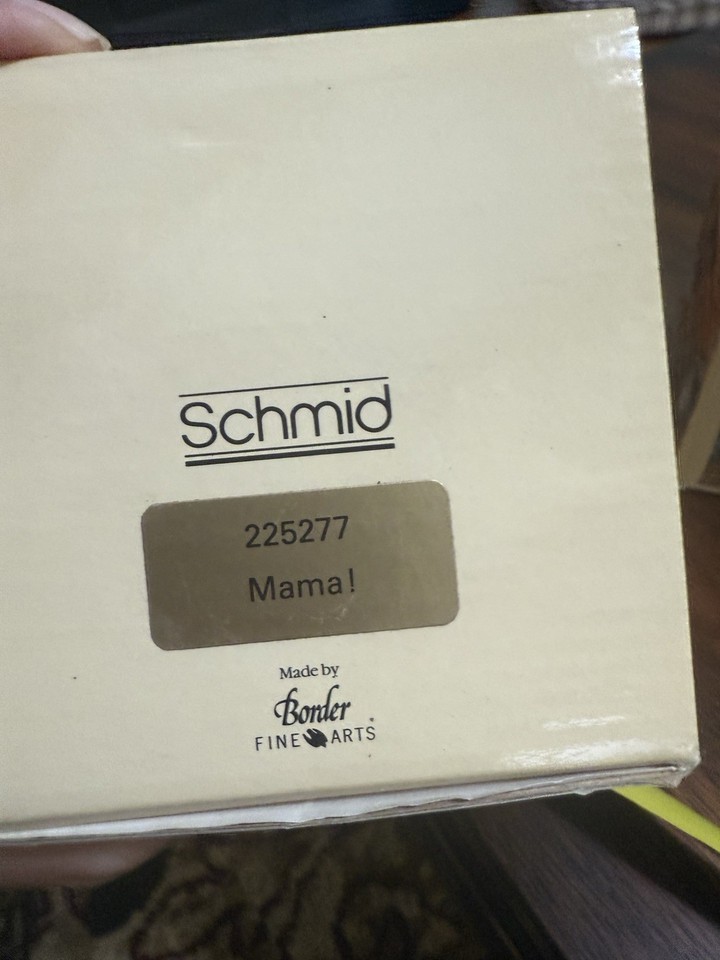 Schmid
225277
Mama!
Made by
Border
FINE ARTS